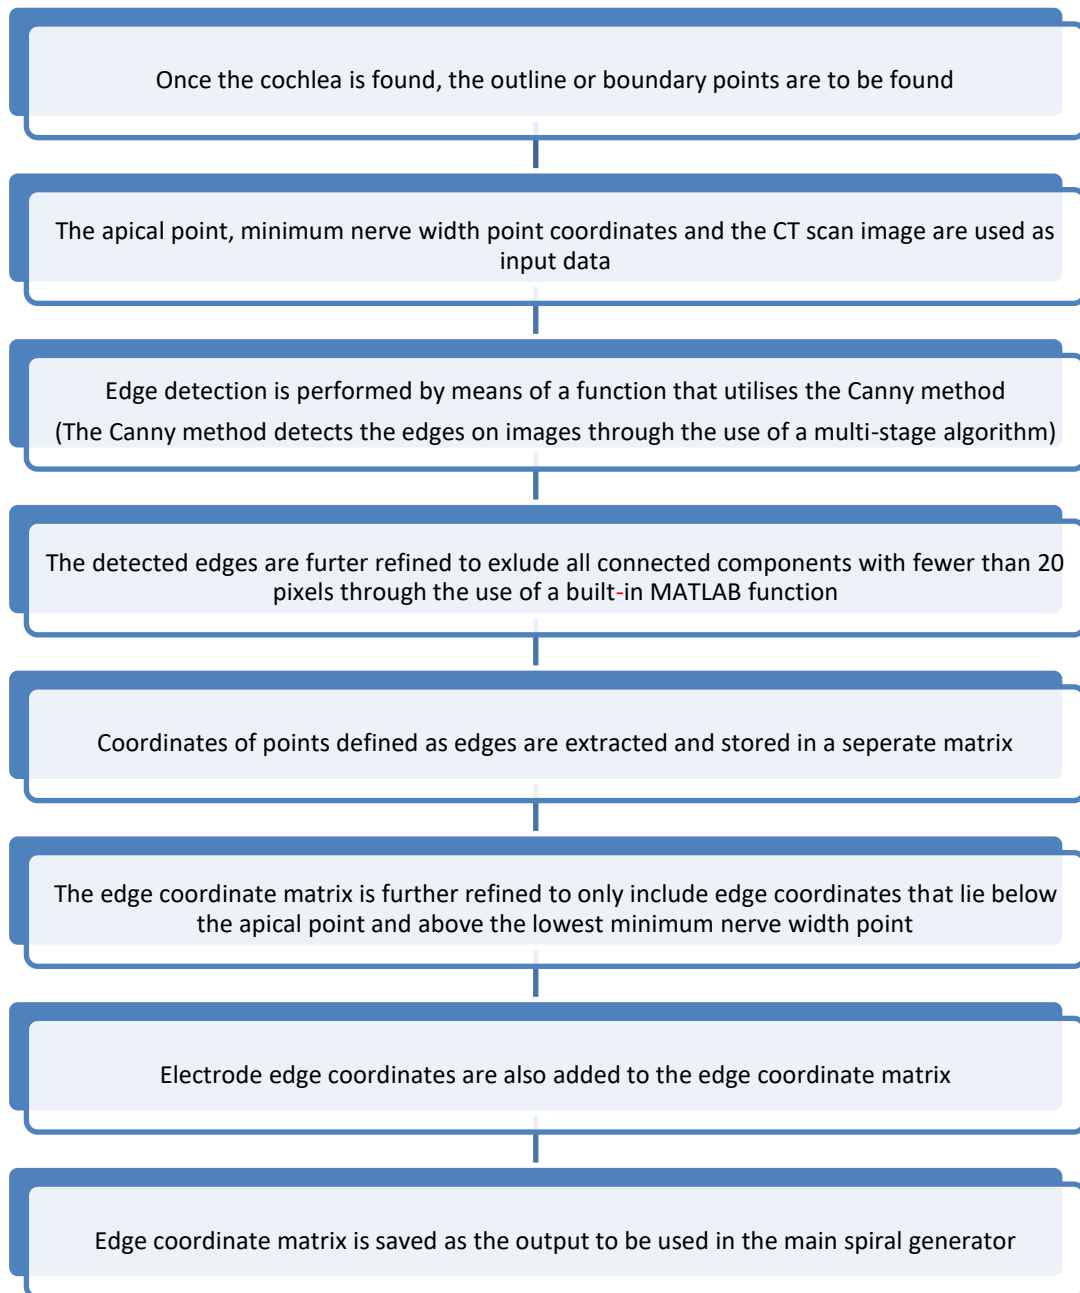 Once the cochlea is found, the outline or boundary points are to be found
The apical point, minimum nerve width point coordinates and the CT scan image are used as
input data
Edge detection is performed by means of a function that utilises the Canny method
(The Canny method detects the edges on images through the use of a multi-stage algorithm)
The detected edges are furter refined to exlude all connected components with fewer than 20
pixels through the use of a built-in MATLAB function
Coordinates of points defined as edges are extracted and stored in a seperate matrix
The edge coordinate matrix is further refined to only include edge coordinates that lie below
the apical point and above the lowest minimum nerve width point
Electrode edge coordinates are also added to the edge coordinate matrix
Edge coordinate matrix is saved as the output to be used in the main spiral generator